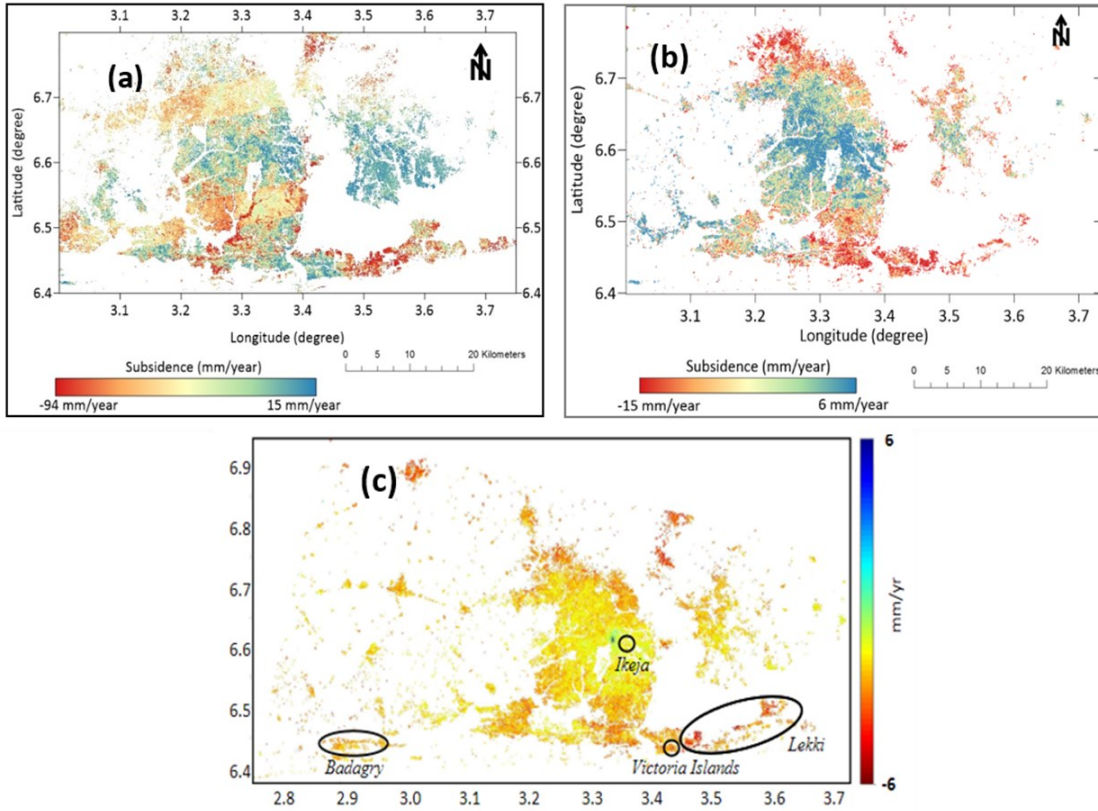 3.1 3.2 3.3 3.4 3.5 3.6 3.7
(a)
N
6.7
6.7
6.6
6.6
6.5
6.5
6.4
6.4
Latitude (degree)
3.1 3.2 3.3 3.4 3.5 3.6 3.7
Longitude (degree)
0 5 10 20 Kilometers
Subsidence (mm/year)
-94 mm/year 15 mm/year
(b)
N
6.7
6.6
6.5
6.4
Latitude (degree)
3.1 3.2 3.3 3.4 3.5 3.6 3.7
Longitude (degree)
Subsidence (mm/year)
0 5 10 20 Kilometers
-15 mm/year 6 mm/year
(c)
6.9
6.8
6.7
6.6
6.5
6.4
Ikeja
Badagry
Victoria Islands
Lekki
2.8 2.9 3.0 3.1 3.2 3.3 3.4 3.5 3.6 3.7
6
mm/yr
-6